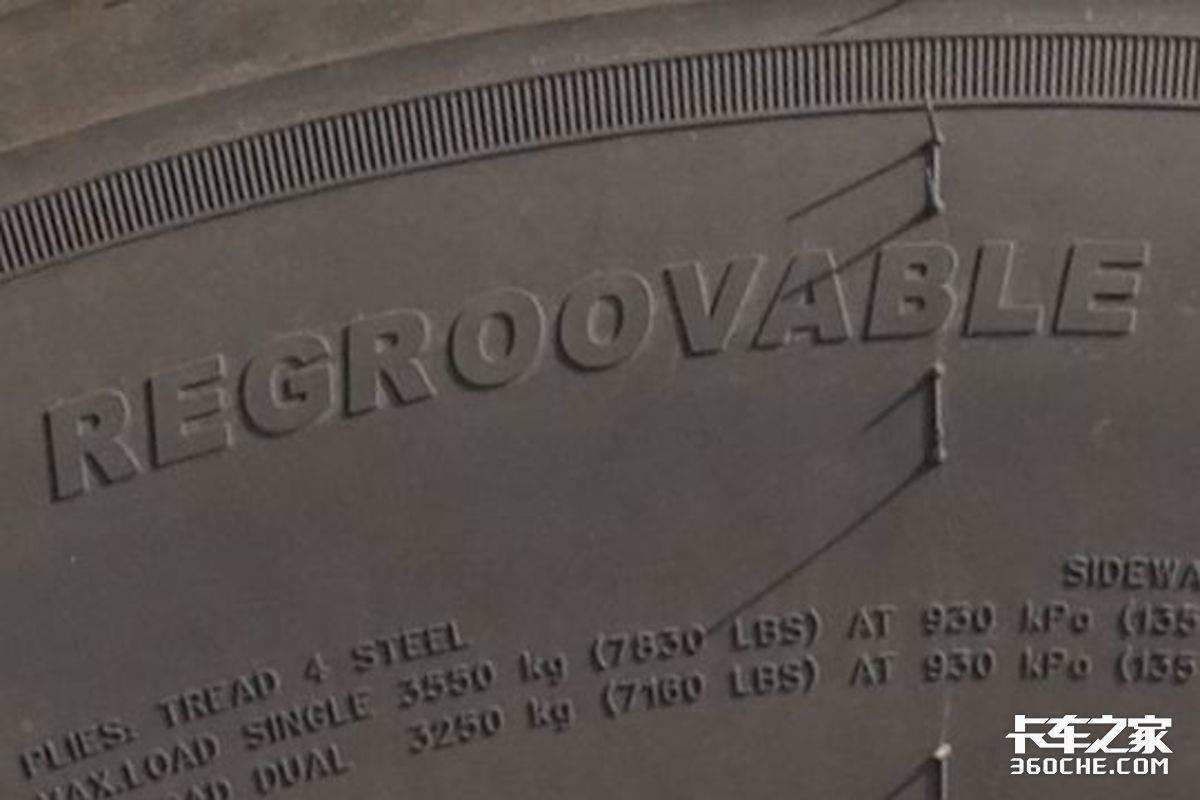 REGROOVABLE
SIDEWA
PLIES: TREAD 4 STEEL
MAX.LOAD SINGLE 3550 kg (7830 LBS) AT 930 kPa (135
AD DUAL 3250 kg (7160 LBS) AT 930 kPa (135
卡车之家
360CHE.COM